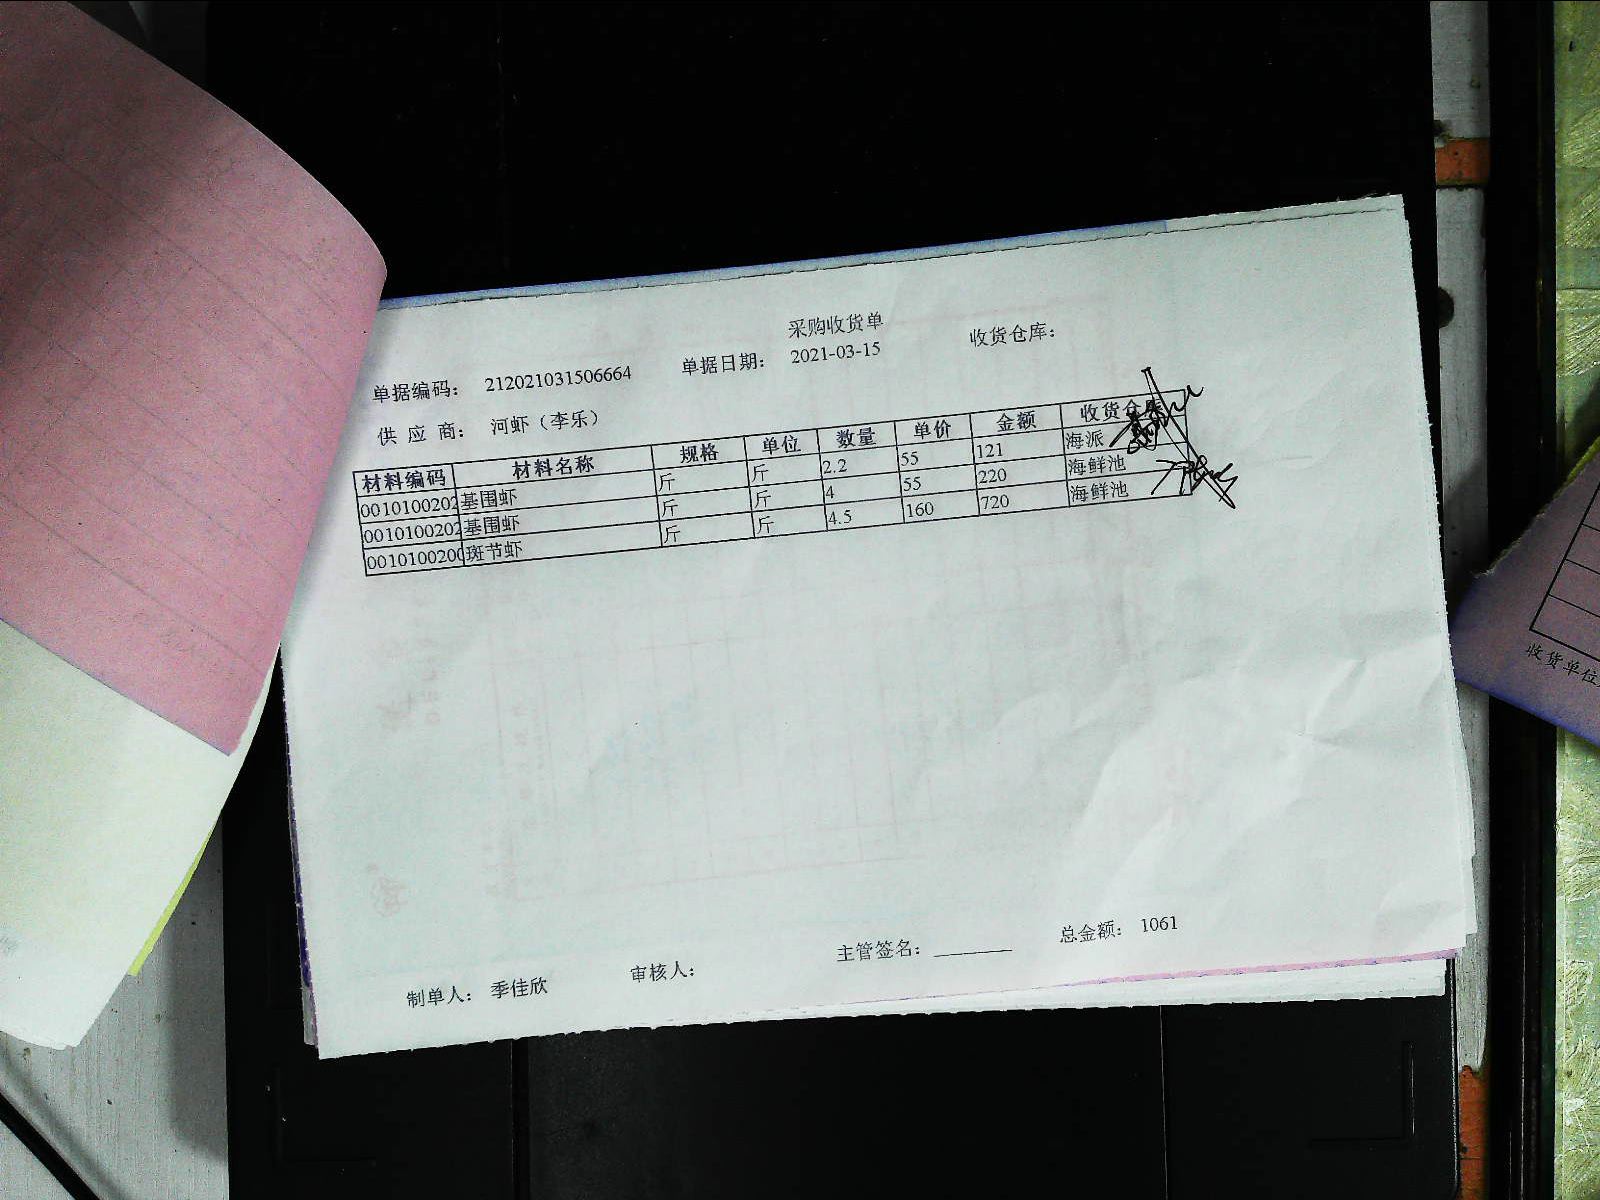 采购收货单
单据编码： 212021031506664 单据日期： 2021-03-15 收货仓库：
供 应 商： 河虾（李乐）
材料编码 材料名称 规格 单位 数量 单价 金额 收货仓库
0010100202 基围虾 斤 斤 2.2 55 121 海派
0010100202 基围虾 斤 斤 4 55 220 海鲜池
0010100200 斑节虾 斤 斤 4.5 160 720 海鲜池
制单人： 季佳欣 审核人： 主管签名： 总金额： 1061
收货单位